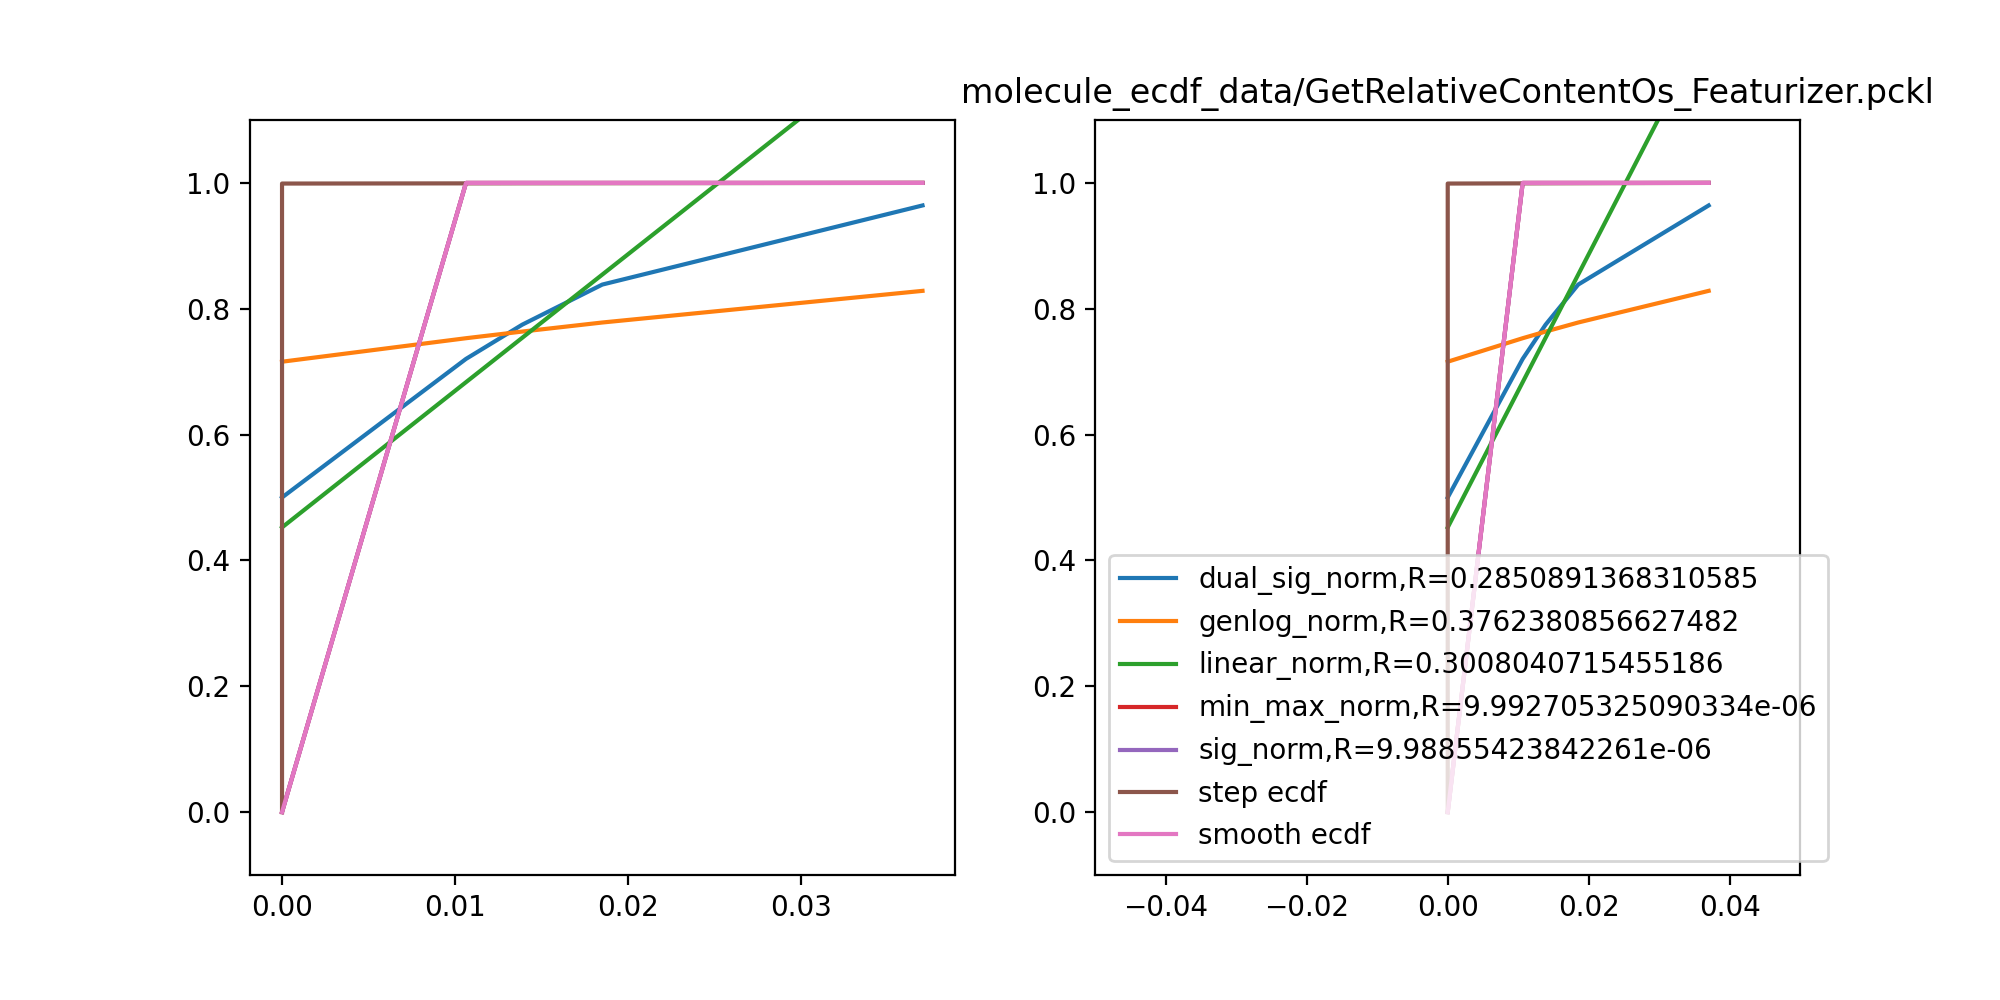 molecule_ecdf_data/GetRelativeContentOs_Featurizer.pckl
1.0
0.8
0.6
0.4
0.2
0.0
0.00 0.01 0.02 0.03
1.0
0.8
0.6
0.4
0.2
0.0
dual_sig_norm,R=0.2850891368310585
genlog_norm,R=0.3762380856627482
linear_norm,R=0.3008040715455186
min_max_norm,R=9.992705325090334e-06
sig_norm,R=9.98855423842261e-06
step ecdf
smooth ecdf
−0.04 −0.02 0.00 0.02 0.04